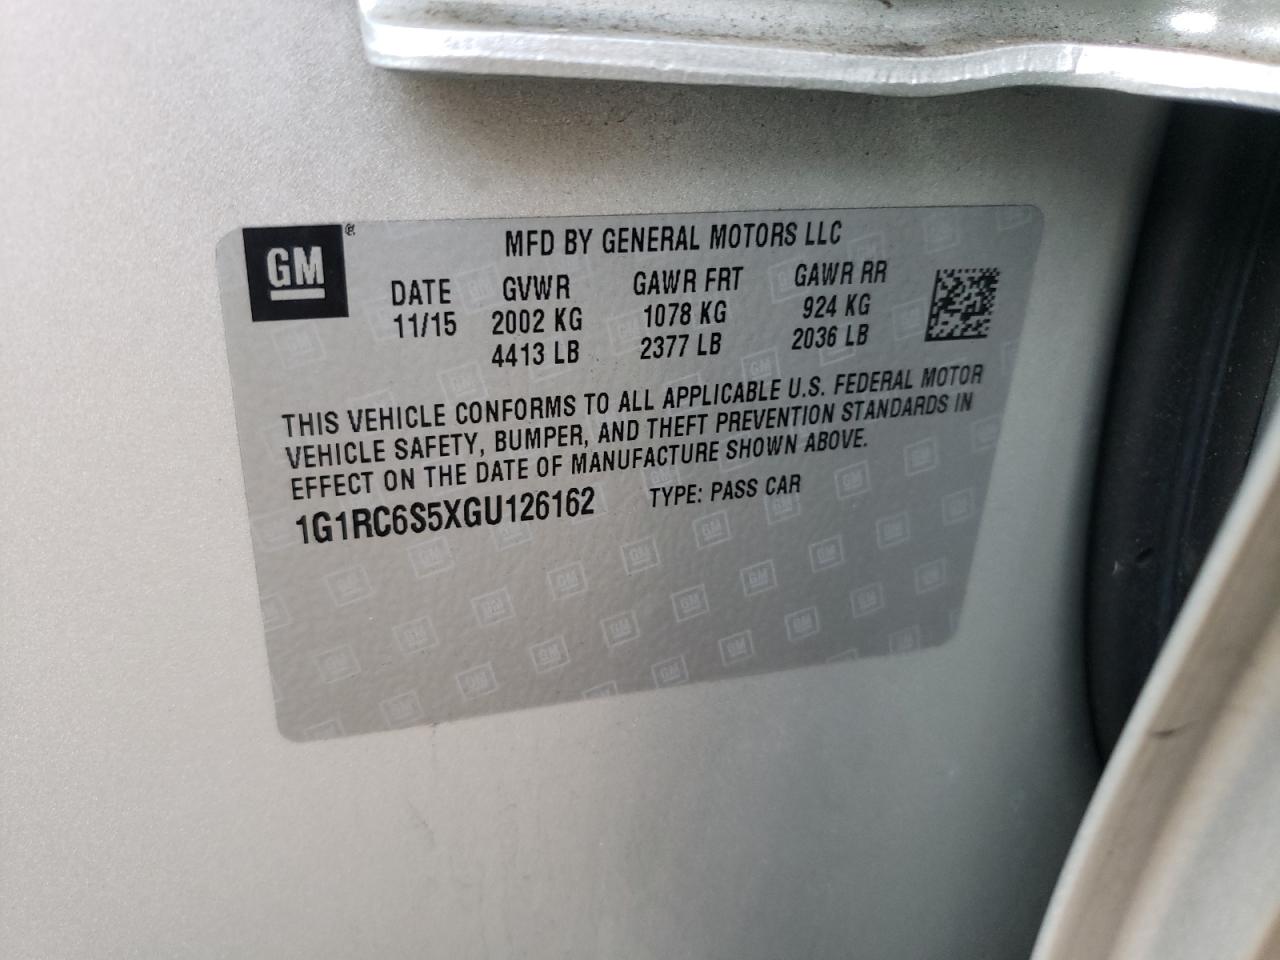 GM®
MFD BY GENERAL MOTORS LLC
DATE GVWR GAWR FRT GAWR RR
11/15 2002 KG 1078 KG 924 KG
4413 LB 2377 LB 2036 LB
THIS VEHICLE CONFORMS TO ALL APPLICABLE U.S. FEDERAL MOTOR
VEHICLE SAFETY, BUMPER, AND THEFT PREVENTION STANDARDS IN
EFFECT ON THE DATE OF MANUFACTURE SHOWN ABOVE.
1G1RC6S5XGU126162 TYPE: PASS CAR